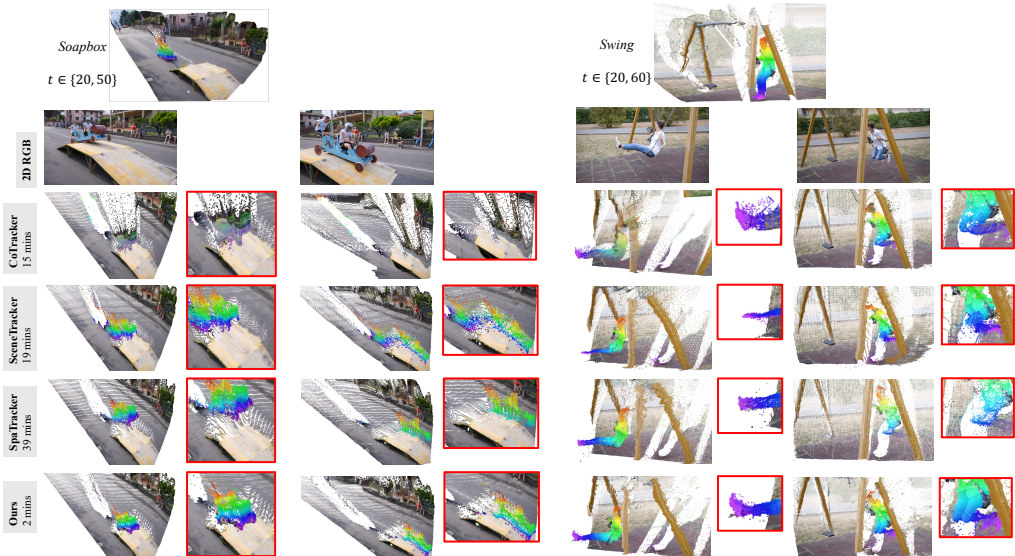 Soapbox
t ∈ {20, 50}
Swing
t ∈ {20, 60}
2D RGB
CoTracker
15 mins
SceneTracker
19 mins
SpaTracker
39 mins
Ours
2 mins